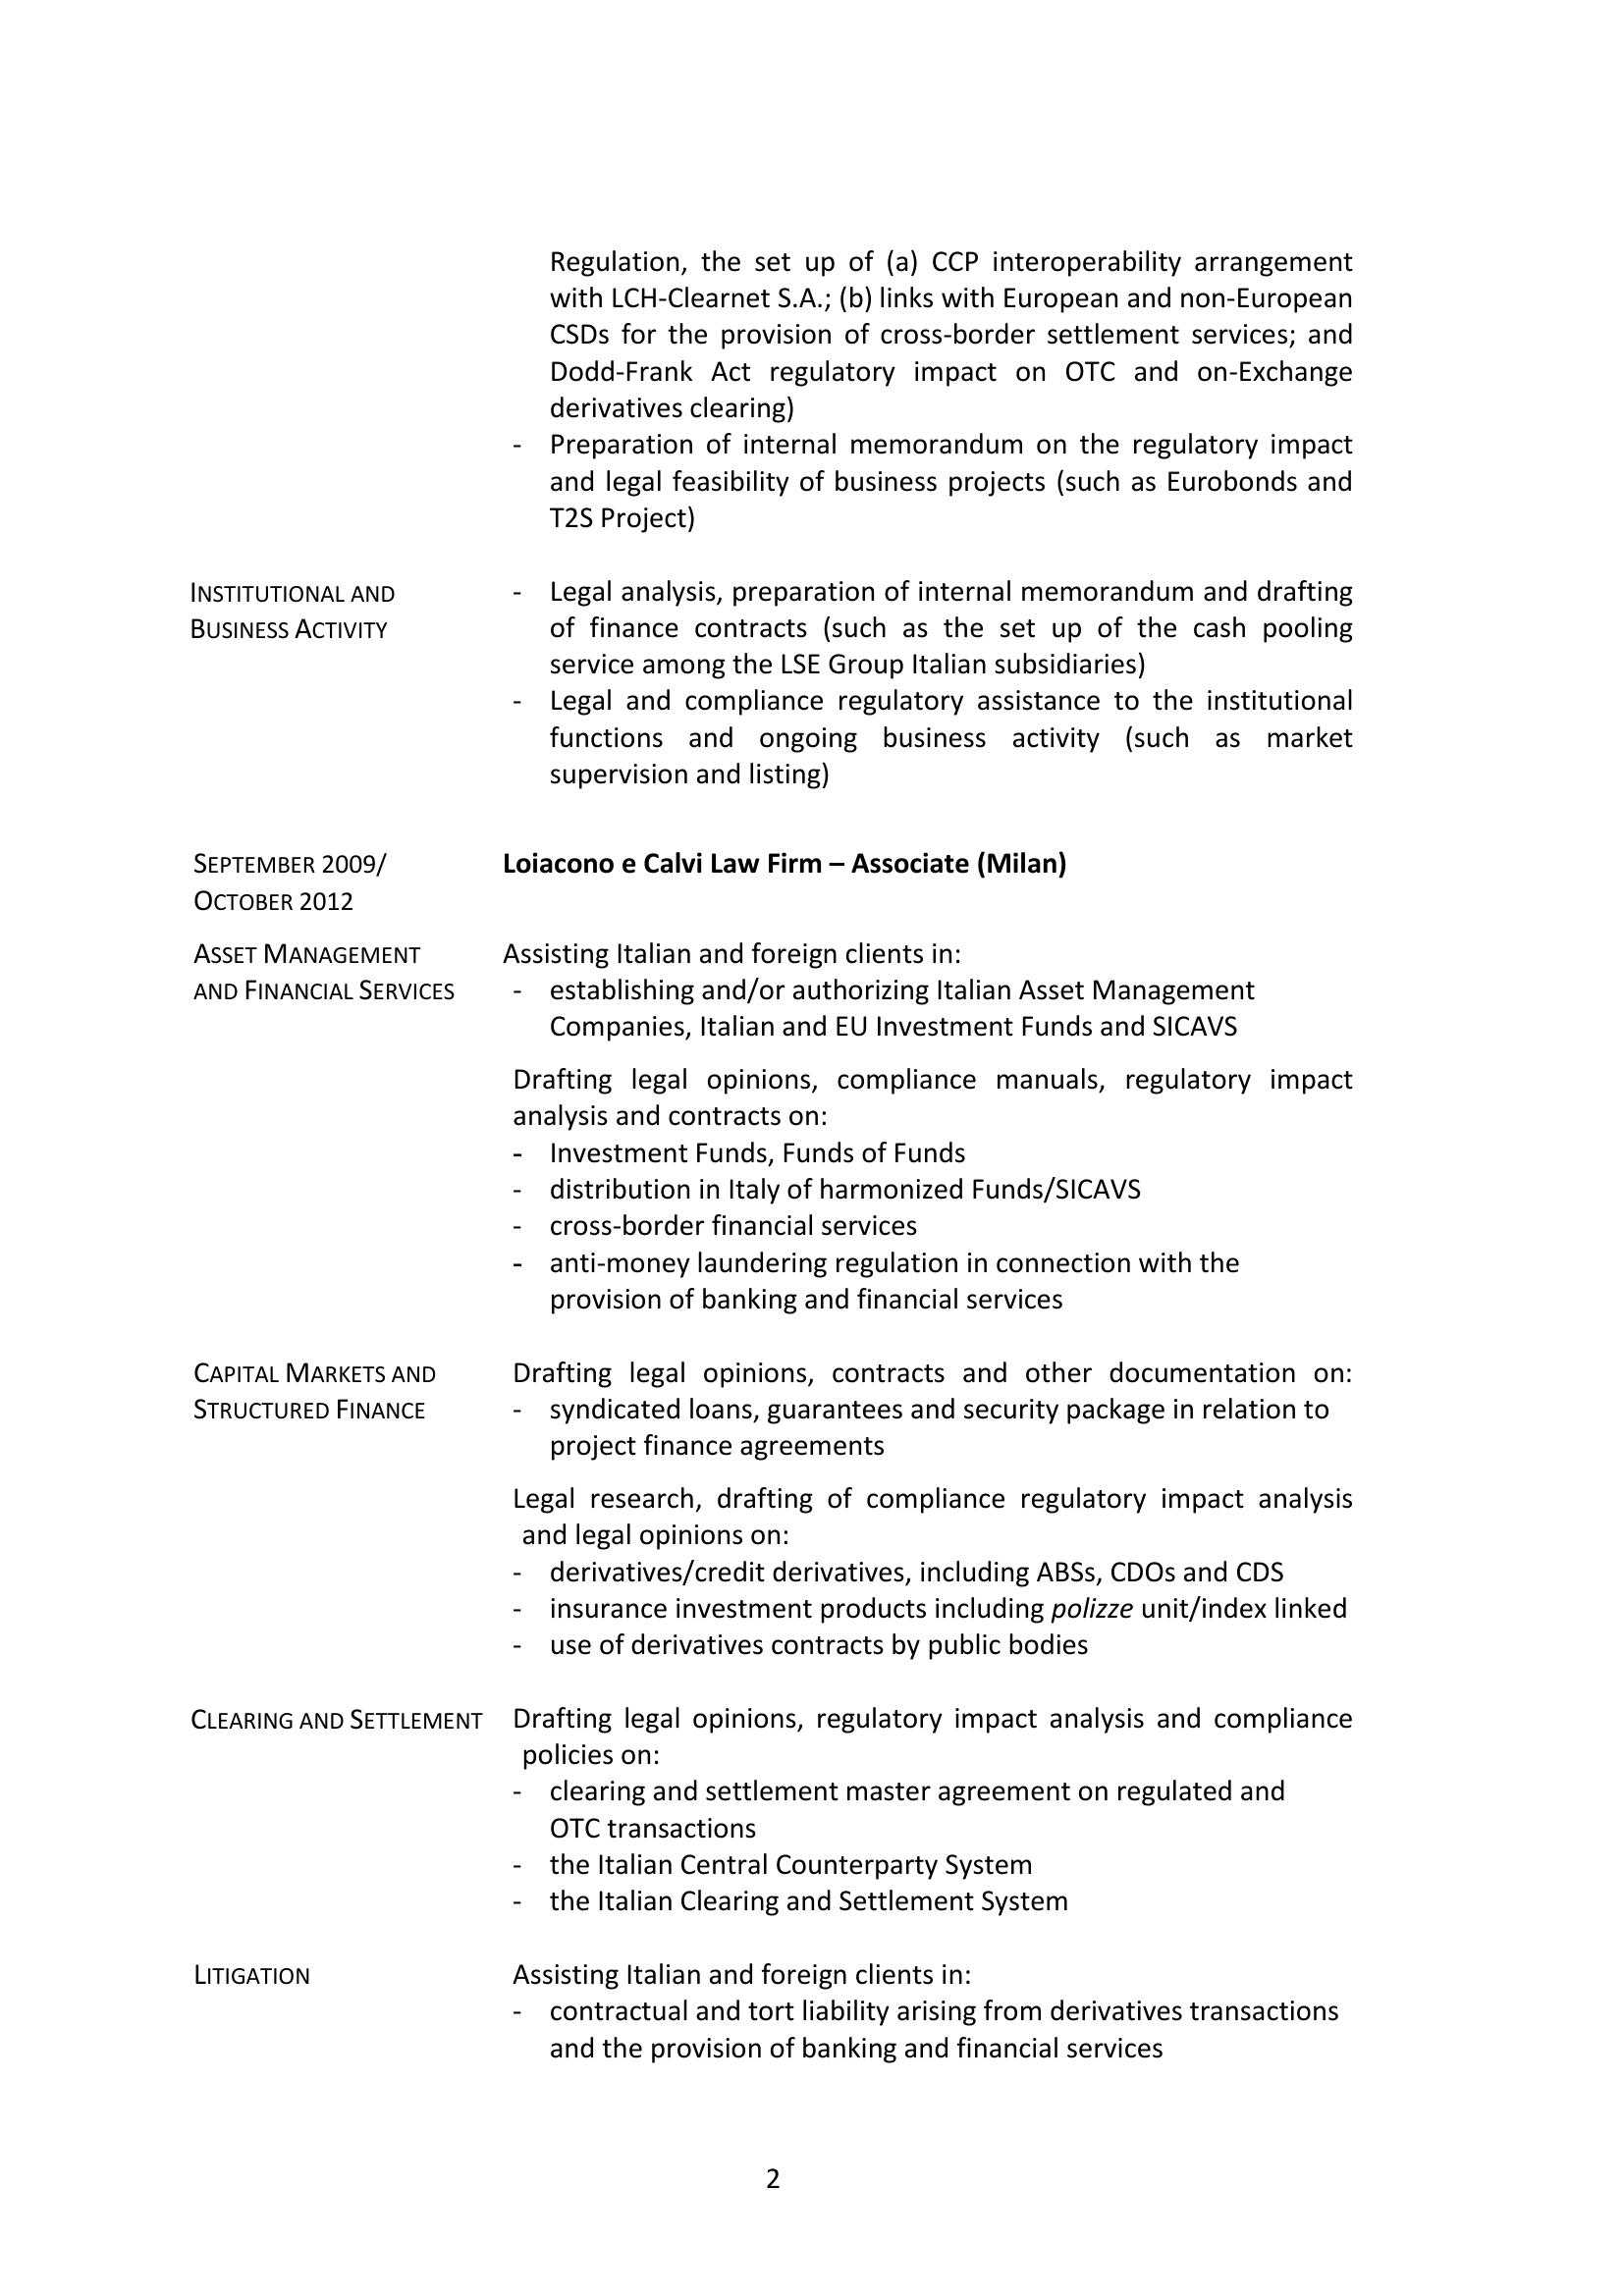 Regulation, the set up of (a) CCP interoperability arrangement
with LCH-Clearnet S.A.; (b) links with European and non-European
CSDs for the provision of cross-border settlement services; and
Dodd-Frank Act regulatory impact on OTC and on-Exchange
derivatives clearing)
- Preparation of internal memorandum on the regulatory impact
and legal feasibility of business projects (such as Eurobonds and
T2S Project)
INSTITUTIONAL AND
BUSINESS ACTIVITY
- Legal analysis, preparation of internal memorandum and drafting
of finance contracts (such as the set up of the cash pooling
service among the LSE Group Italian subsidiaries)
- Legal and compliance regulatory assistance to the institutional
functions and ongoing business activity (such as market
supervision and listing)
SEPTEMBER 2009/
OCTOBER 2012
Loiacono e Calvi Law Firm – Associate (Milan)
ASSET MANAGEMENT
AND FINANCIAL SERVICES
Assisting Italian and foreign clients in:
- establishing and/or authorizing Italian Asset Management
Companies, Italian and EU Investment Funds and SICAVS
Drafting legal opinions, compliance manuals, regulatory impact
analysis and contracts on:
- Investment Funds, Funds of Funds
- distribution in Italy of harmonized Funds/SICAVS
- cross-border financial services
- anti-money laundering regulation in connection with the
provision of banking and financial services
CAPITAL MARKETS AND
STRUCTURED FINANCE
Drafting legal opinions, contracts and other documentation on:
- syndicated loans, guarantees and security package in relation to
project finance agreements
Legal research, drafting of compliance regulatory impact analysis
and legal opinions on:
- derivatives/credit derivatives, including ABSs, CDOs and CDS
- insurance investment products including polizze unit/index linked
- use of derivatives contracts by public bodies
CLEARING AND SETTLEMENT
Drafting legal opinions, regulatory impact analysis and compliance
policies on:
- clearing and settlement master agreement on regulated and
OTC transactions
- the Italian Central Counterparty System
- the Italian Clearing and Settlement System
LITIGATION
Assisting Italian and foreign clients in:
- contractual and tort liability arising from derivatives transactions
and the provision of banking and financial services
2